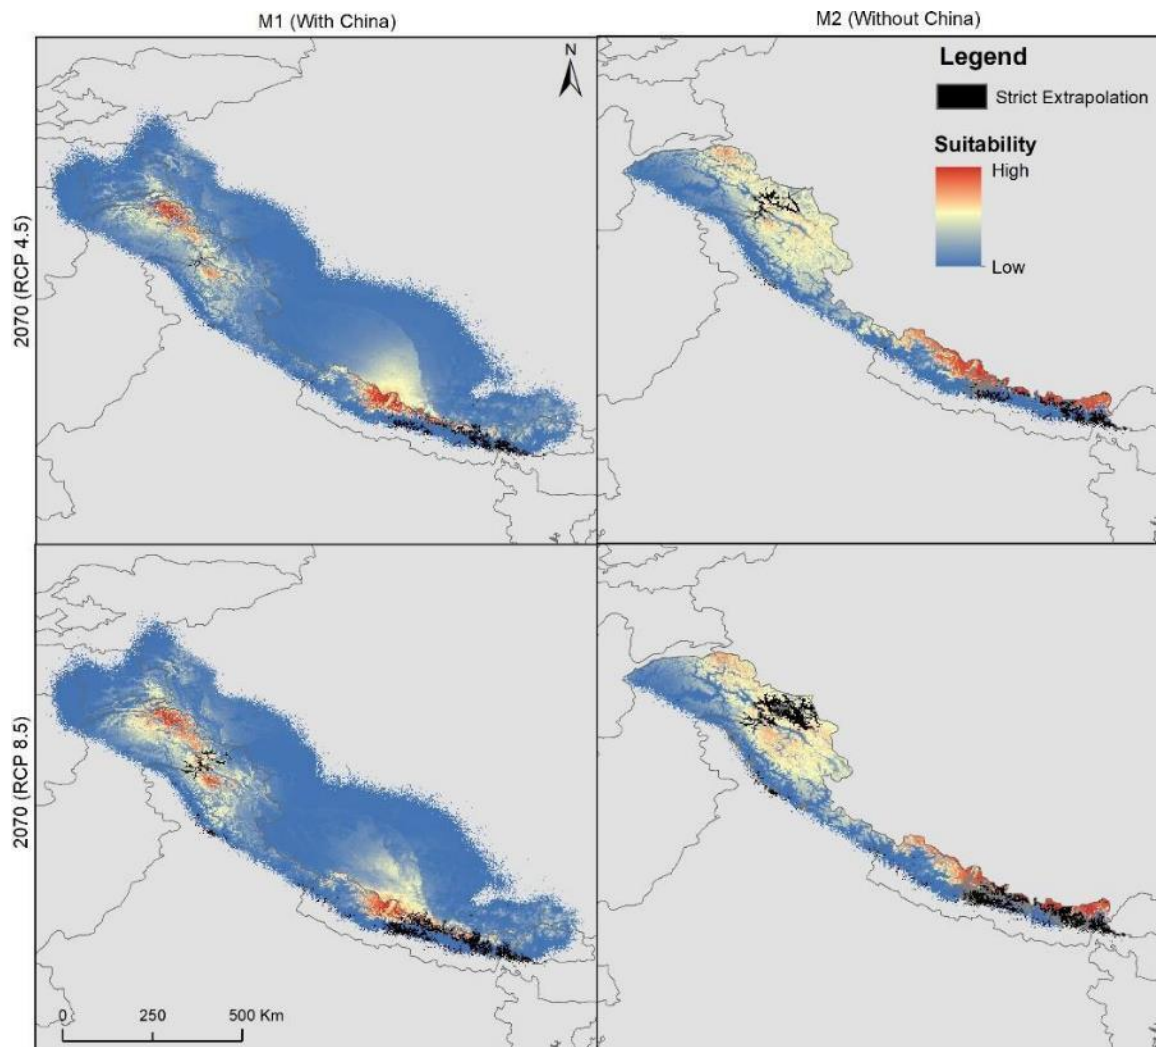 M1 (With China)
M2 (Without China)
N
Legend
Strict Extrapolation
Suitability
High
Low
2070 (RCP 4.5)
2070 (RCP 8.5)
0 250 500 Km